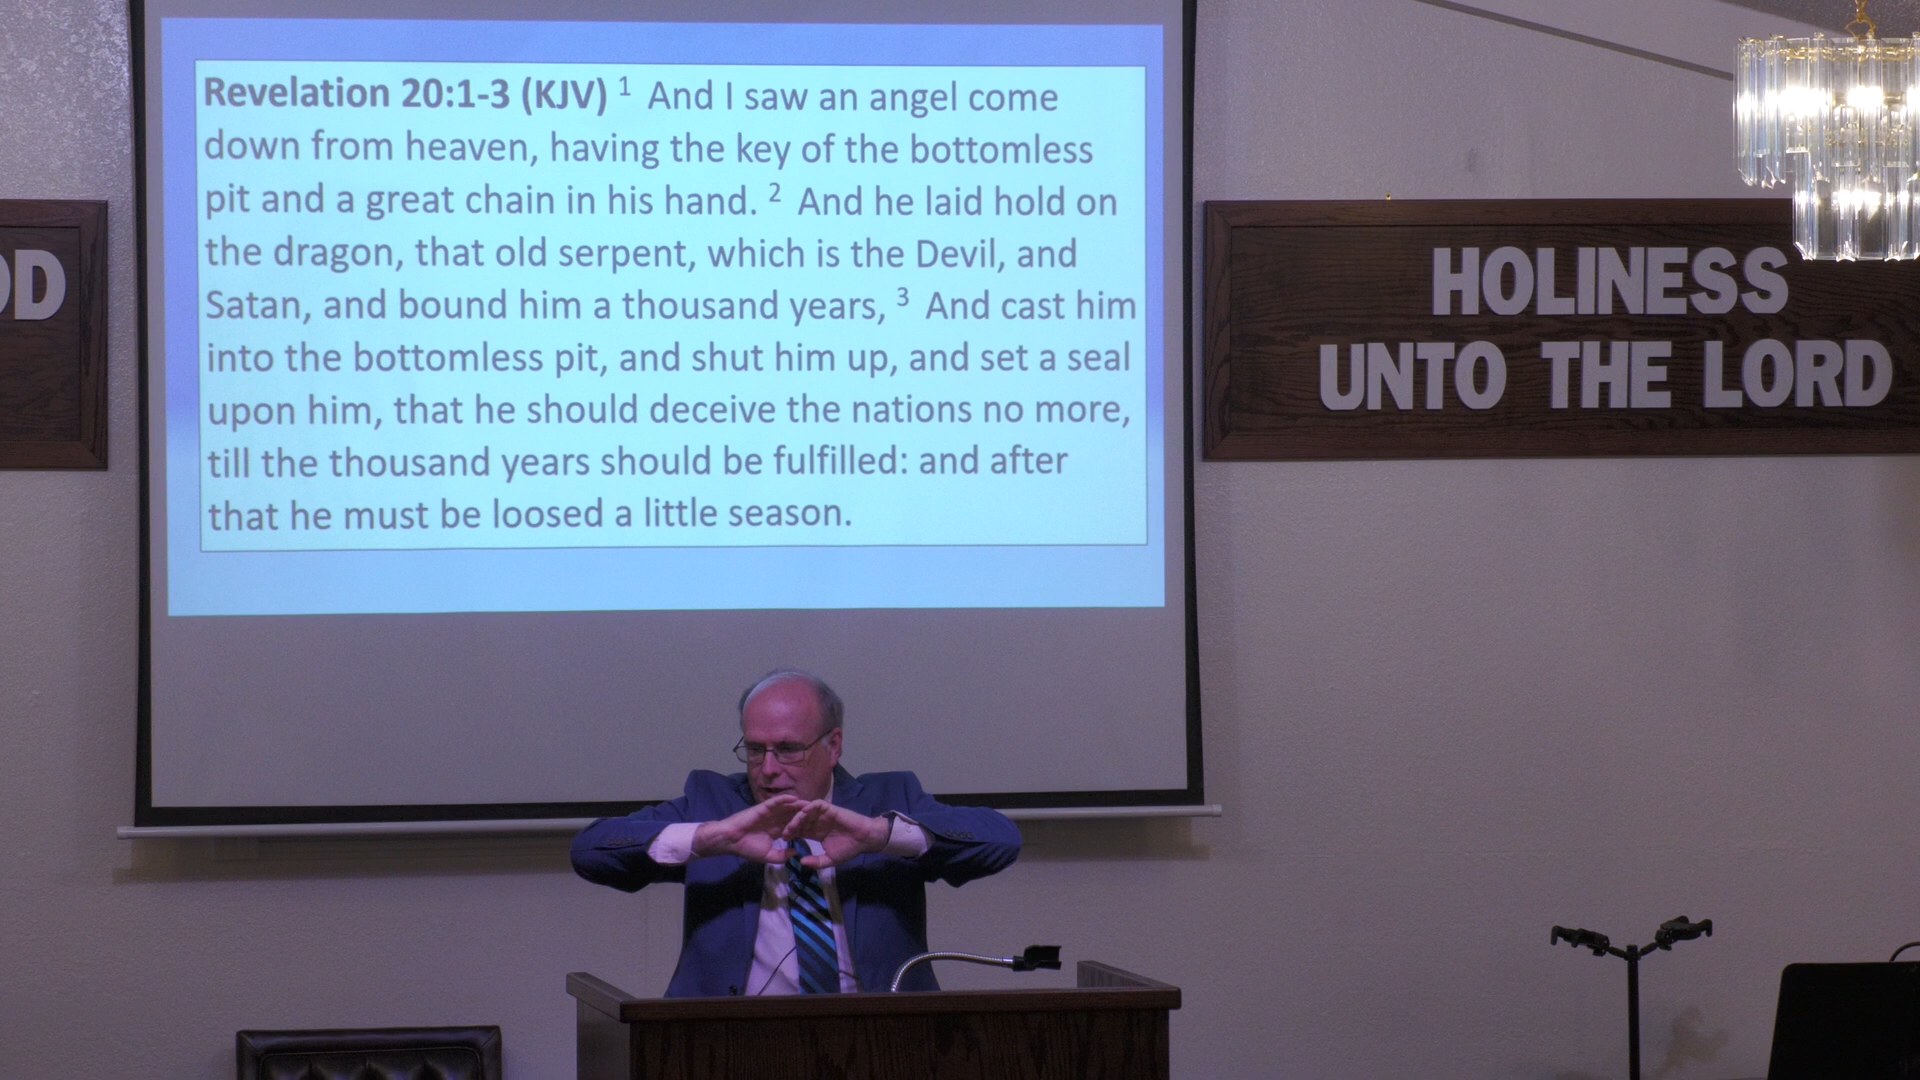 Revelation 20:1-3 (KJV) 1 And I saw an angel come
down from heaven, having the key of the bottomless
pit and a great chain in his hand. 2 And he laid hold on
the dragon, that old serpent, which is the Devil, and
Satan, and bound him a thousand years, 3 And cast him
into the bottomless pit, and shut him up, and set a seal
upon him, that he should deceive the nations no more,
till the thousand years should be fulfilled: and after
that he must be loosed a little season.
HOLINESS
UNTO THE LORD